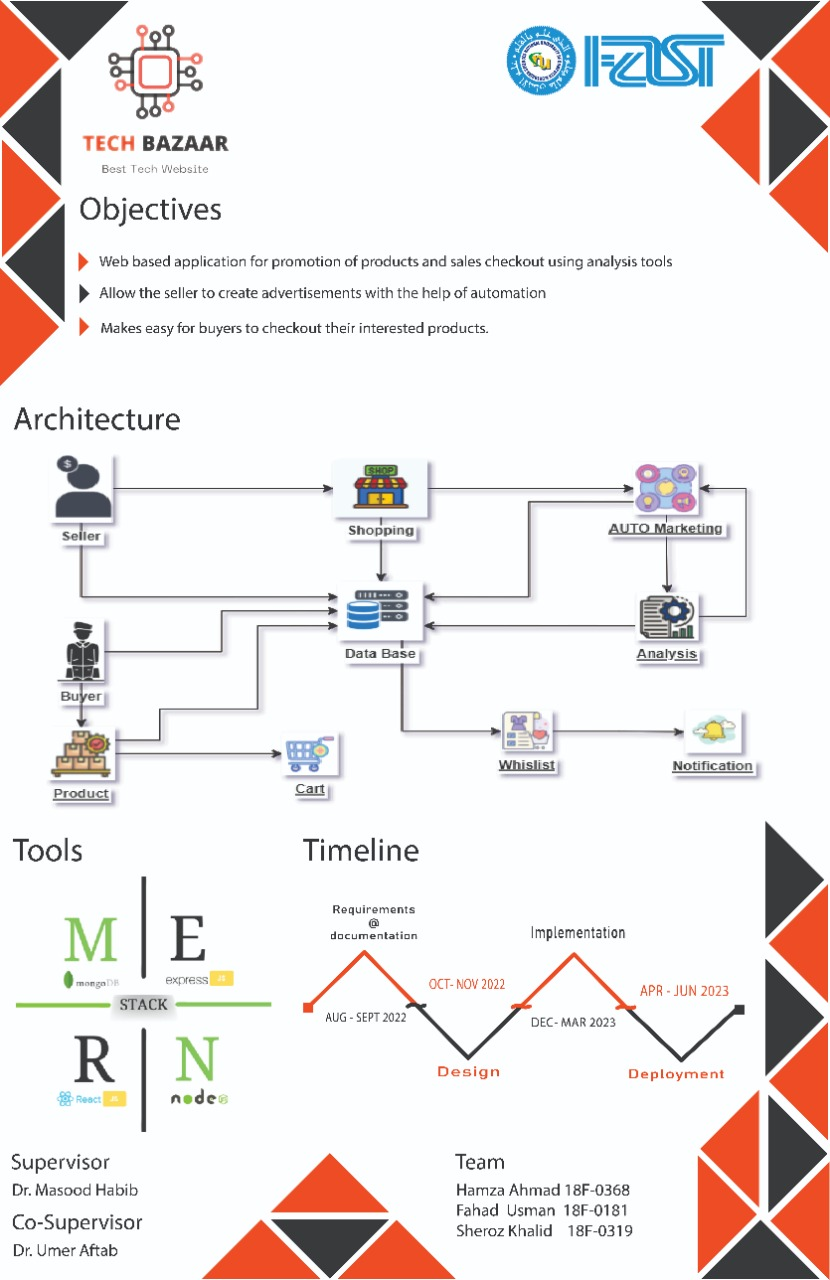 FAST
TECH BAZAAR
Best Tech Website
Objectives
Web based application for promotion of products and sales checkout using analysis tools
Allow the seller to create advertisements with the help of automation
Makes easy for buyers to checkout their interested products.
Architecture
$
SHOP
Seller
Shopping
AUTO Marketing
Data Base
Analysis
Buyer
Whislist
Notification
Product
Cart
Tools
M
E
mongoDB
express JS
STACK
R
N
React JS
node JS
Timeline
Requirements
@
documentation
Implementation
OCT- NOV 2022
APR - JUN 2023
AUG - SEPT 2022
DEC- MAR 2023
Design
Deployment
Supervisor
Dr. Masood Habib
Co-Supervisor
Dr. Umer Aftab
Team
Hamza Ahmad 18F-0368
Fahad Usman 18F-0181
Sheroz Khalid 18F-0319